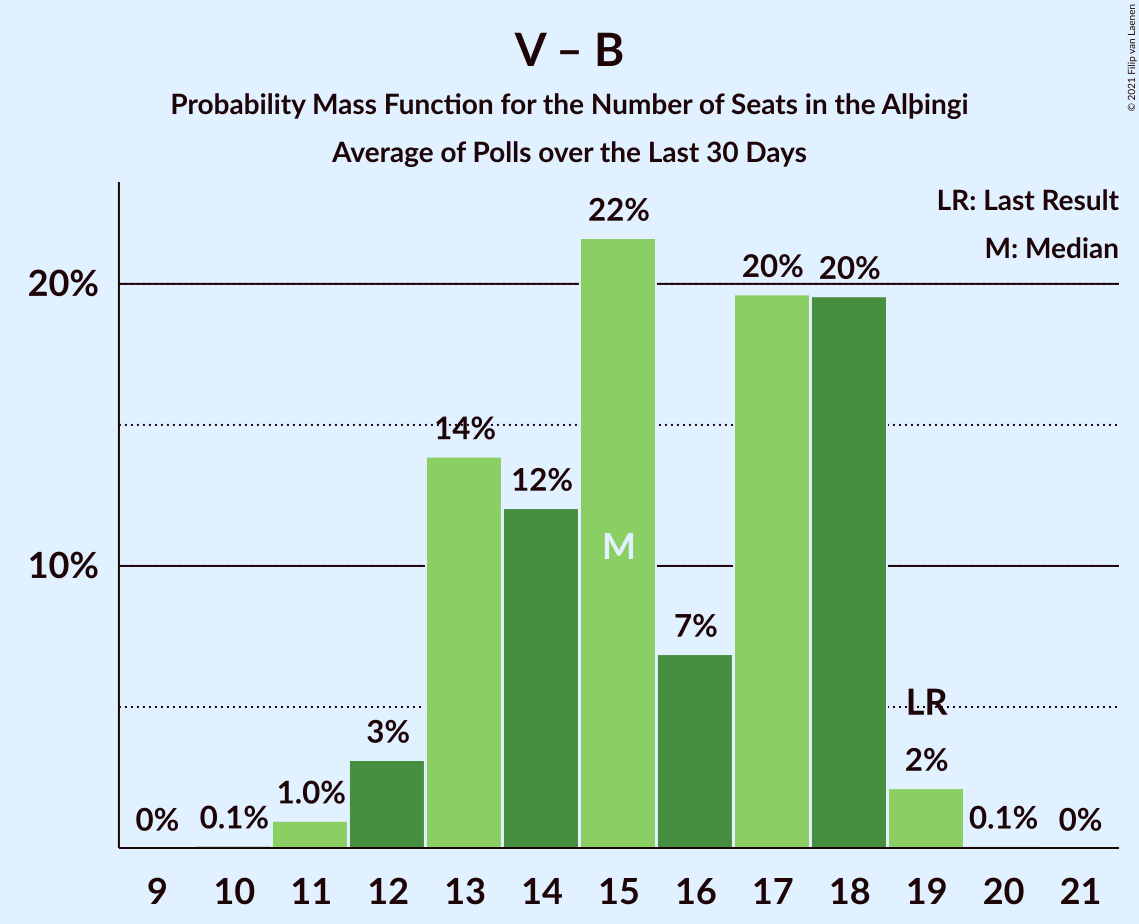 V – B
Probability Mass Function for the Number of Seats in the Alþingi
Average of Polls over the Last 30 Days
© 2021 Filip van Laenen
LR: Last Result
M: Median
20%
10%
0%
0.1%
1.0%
3%
14%
12%
22%
M
7%
20%
20%
LR
2%
0.1%
0%
9 10 11 12 13 14 15 16 17 18 19 20 21